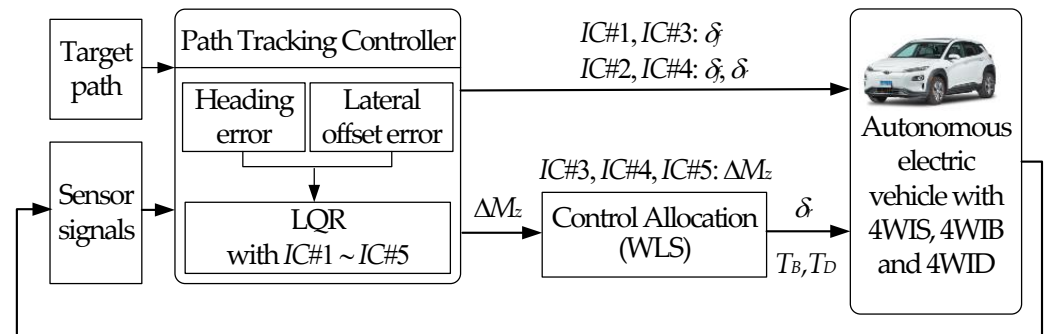 Target
path
Sensor
signals
Path Tracking Controller
Heading
error
Lateral
offset error
LQR
with IC#1 ~ IC#5
IC#1, IC#3: δf
IC#2, IC#4: δf, δr
ΔMz
IC#3, IC#4, IC#5: ΔMz
Control Allocation
(WLS)
δr
TB,TD
Autonomous
electric
vehicle with
4WIS, 4WIB
and 4WID